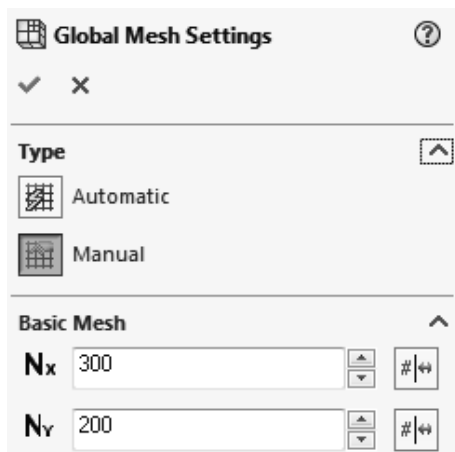 Global Mesh Settings
Type
Automatic
Manual
Basic Mesh
Nx 300
NY 200